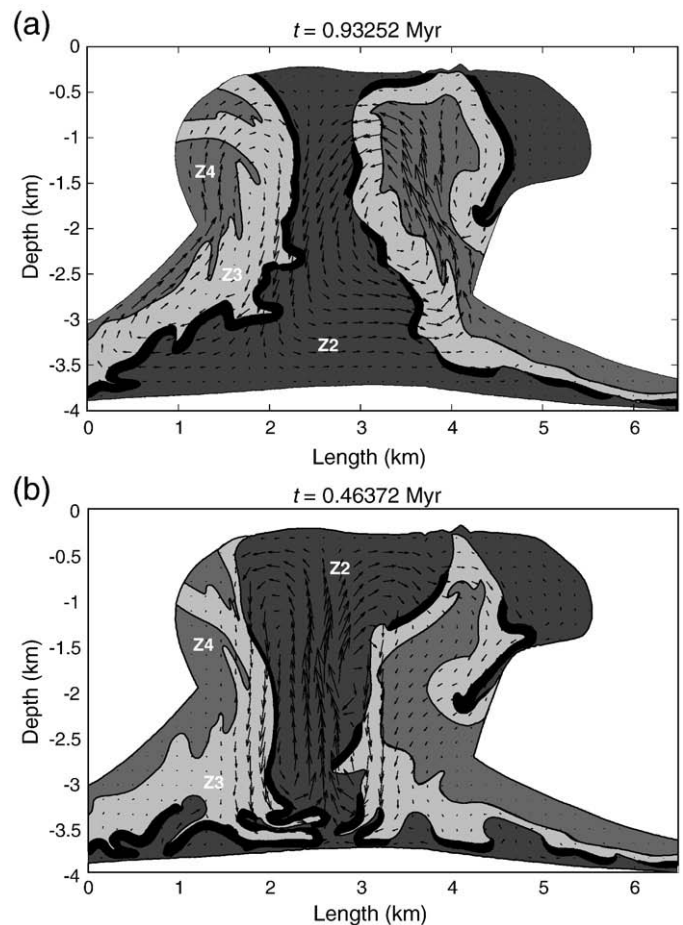 (a)
t = 0.93252 Myr
0
-0.5
-1
-1.5
-2
-2.5
-3
-3.5
-4
Depth (km)
Z4
Z3
Z2
0 1 2 3 4 5 6
Length (km)
(b)
t = 0.46372 Myr
0
-0.5
-1
-1.5
-2
-2.5
-3
-3.5
-4
Depth (km)
Z2
Z4
Z3
0 1 2 3 4 5 6
Length (km)